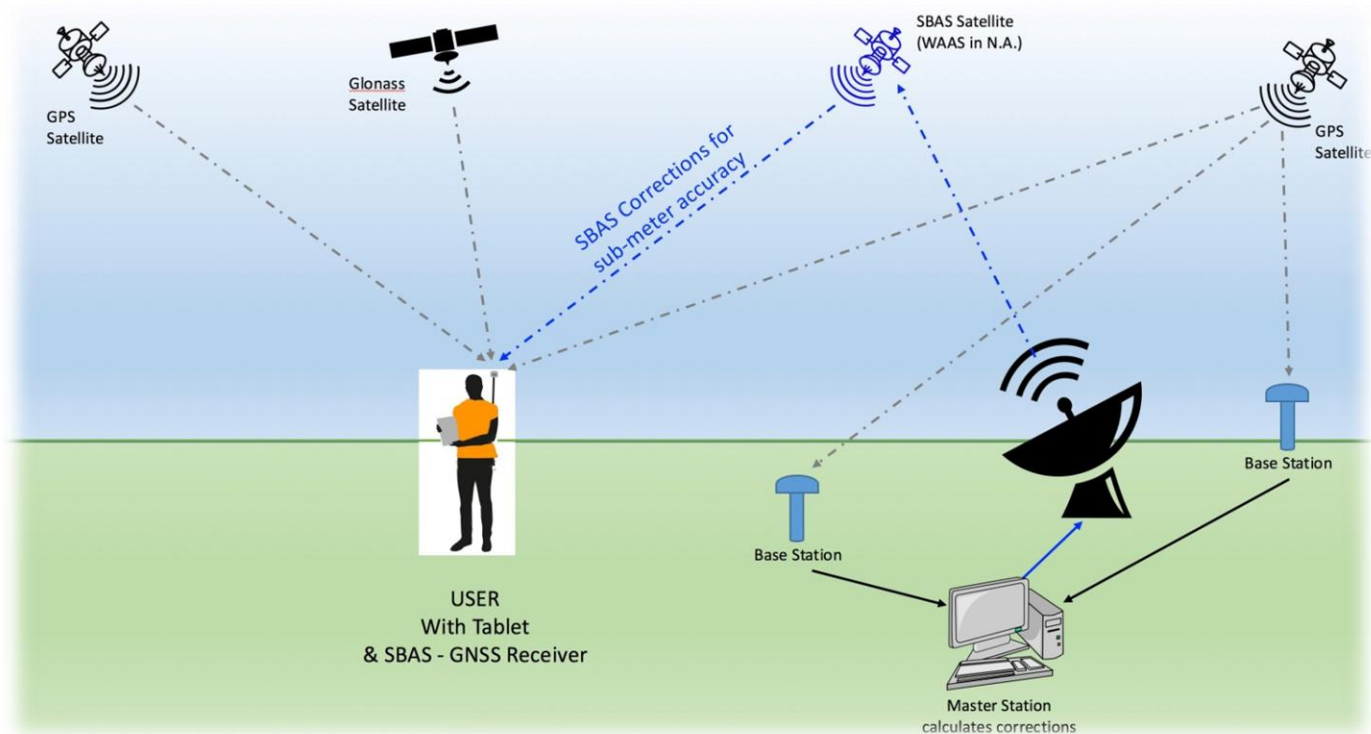 SBAS Satellite
(WAAS in N.A.)
Glonass
Satellite
GPS
Satellite
GPS
Satellite
SBAS Corrections for
sub-meter accuracy
Base Station
Base Station
USER
With Tablet
& SBAS - GNSS Receiver
Master Station
calculates corrections